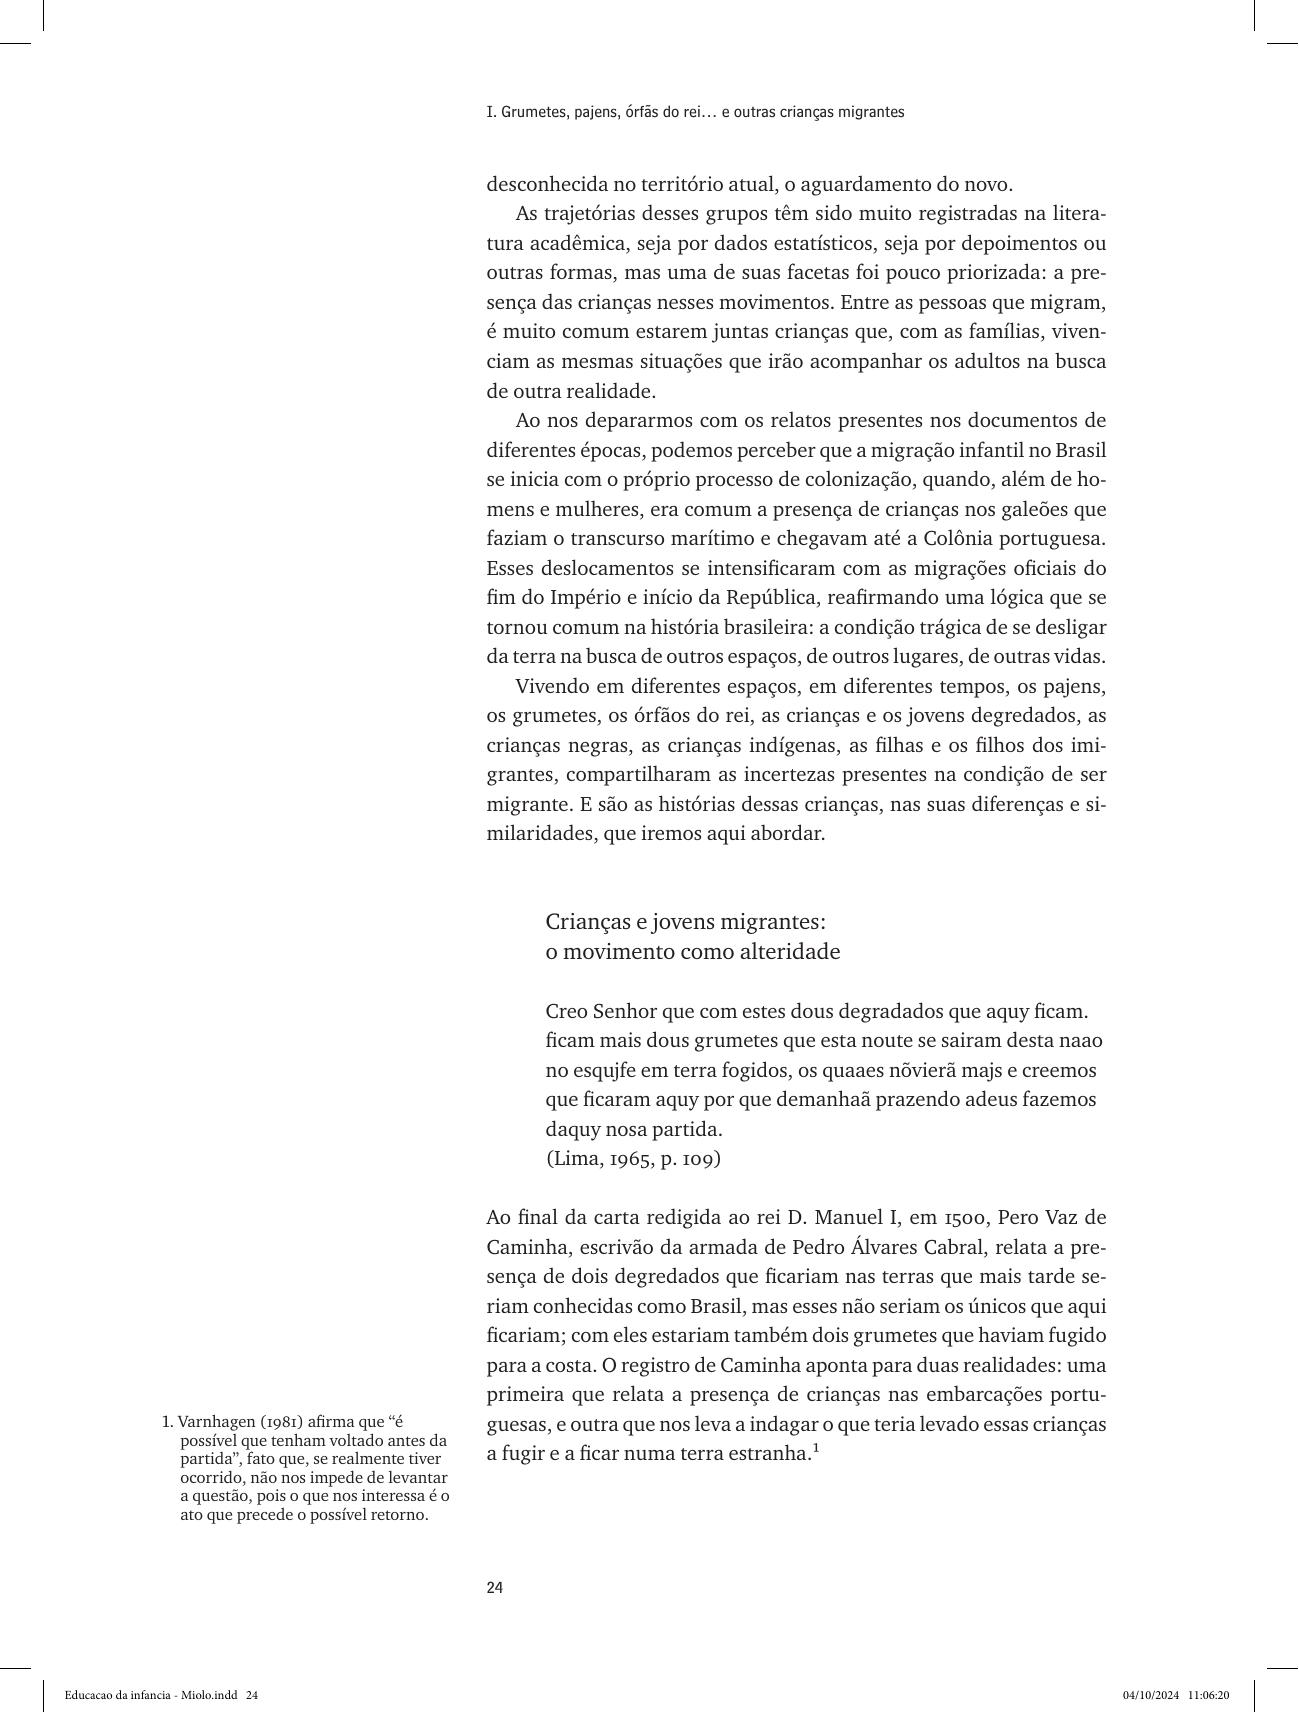 I. Grumetes, pajens, órfãs do rei… e outras crianças migrantes
desconhecida no território atual, o aguardamento do novo.
As trajetórias desses grupos têm sido muito registradas na litera-
tura acadêmica, seja por dados estatísticos, seja por depoimentos ou
outras formas, mas uma de suas facetas foi pouco priorizada: a pre-
sença das crianças nesses movimentos. Entre as pessoas que migram,
é muito comum estarem juntas crianças que, com as famílias, viven-
ciam as mesmas situações que irão acompanhar os adultos na busca
de outra realidade.
Ao nos depararmos com os relatos presentes nos documentos de
diferentes épocas, podemos perceber que a migração infantil no Brasil
se inicia com o próprio processo de colonização, quando, além de ho-
mens e mulheres, era comum a presença de crianças nos galeões que
faziam o transcurso marítimo e chegavam até a Colônia portuguesa.
Esses deslocamentos se intensificaram com as migrações oficiais do
fim do Império e início da República, reafirmando uma lógica que se
tornou comum na história brasileira: a condição trágica de se desligar
da terra na busca de outros espaços, de outros lugares, de outras vidas.
Vivendo em diferentes espaços, em diferentes tempos, os pajens,
os grumetes, os órfãos do rei, as crianças e os jovens degredados, as
crianças negras, as crianças indígenas, as filhas e os filhos dos imi-
grantes, compartilharam as incertezas presentes na condição de ser
migrante. E são as histórias dessas crianças, nas suas diferenças e si-
milaridades, que iremos aqui abordar.
Crianças e jovens migrantes:
o movimento como alteridade
Creo Senhor que com estes dous degradados que aquy ficam.
ficam mais dous grumetes que esta noute se sairam desta naao
no esqujfe em terra fogidos, os quaaes nõvierã majs e creemos
que ficaram aquy por que demanhaã prazendo adeus fazemos
daquy nosa partida.
(Lima, 1965, p. 109)
Ao final da carta redigida ao rei D. Manuel I, em 1500, Pero Vaz de
Caminha, escrivão da armada de Pedro Álvares Cabral, relata a pre-
sença de dois degredados que ficariam nas terras que mais tarde se-
riam conhecidas como Brasil, mas esses não seriam os únicos que aqui
ficariam; com eles estariam também dois grumetes que haviam fugido
para a costa. O registro de Caminha aponta para duas realidades: uma
primeira que relata a presença de crianças nas embarcações portu-
guesas, e outra que nos leva a indagar o que teria levado essas crianças
a fugir e a ficar numa terra estranha.¹
1. Varnhagen (1981) afirma que “é
possível que tenham voltado antes da
partida”, fato que, se realmente tiver
ocorrido, não nos impede de levantar
a questão, pois o que nos interessa é o
ato que precede o possível retorno.
24
Educacao da infancia - Miolo.indd 24
04/10/2024 11:06:20